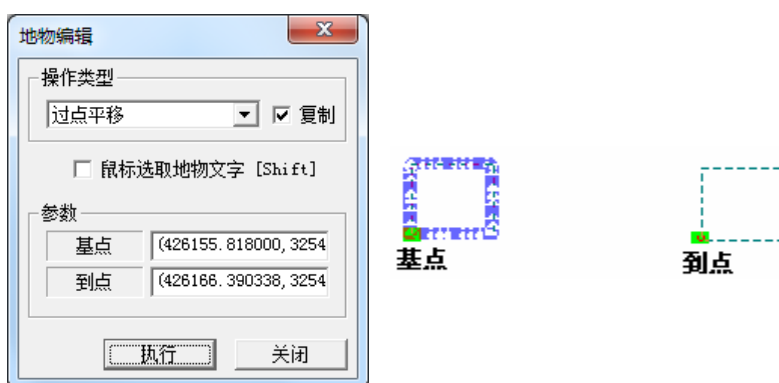 地物编辑
操作类型
过点平移
复制
鼠标选取地物文字 [Shift]
参数
基点 (426155.818000, 3254
到点 (426166.390338, 3254
执行 关闭
基点
到点